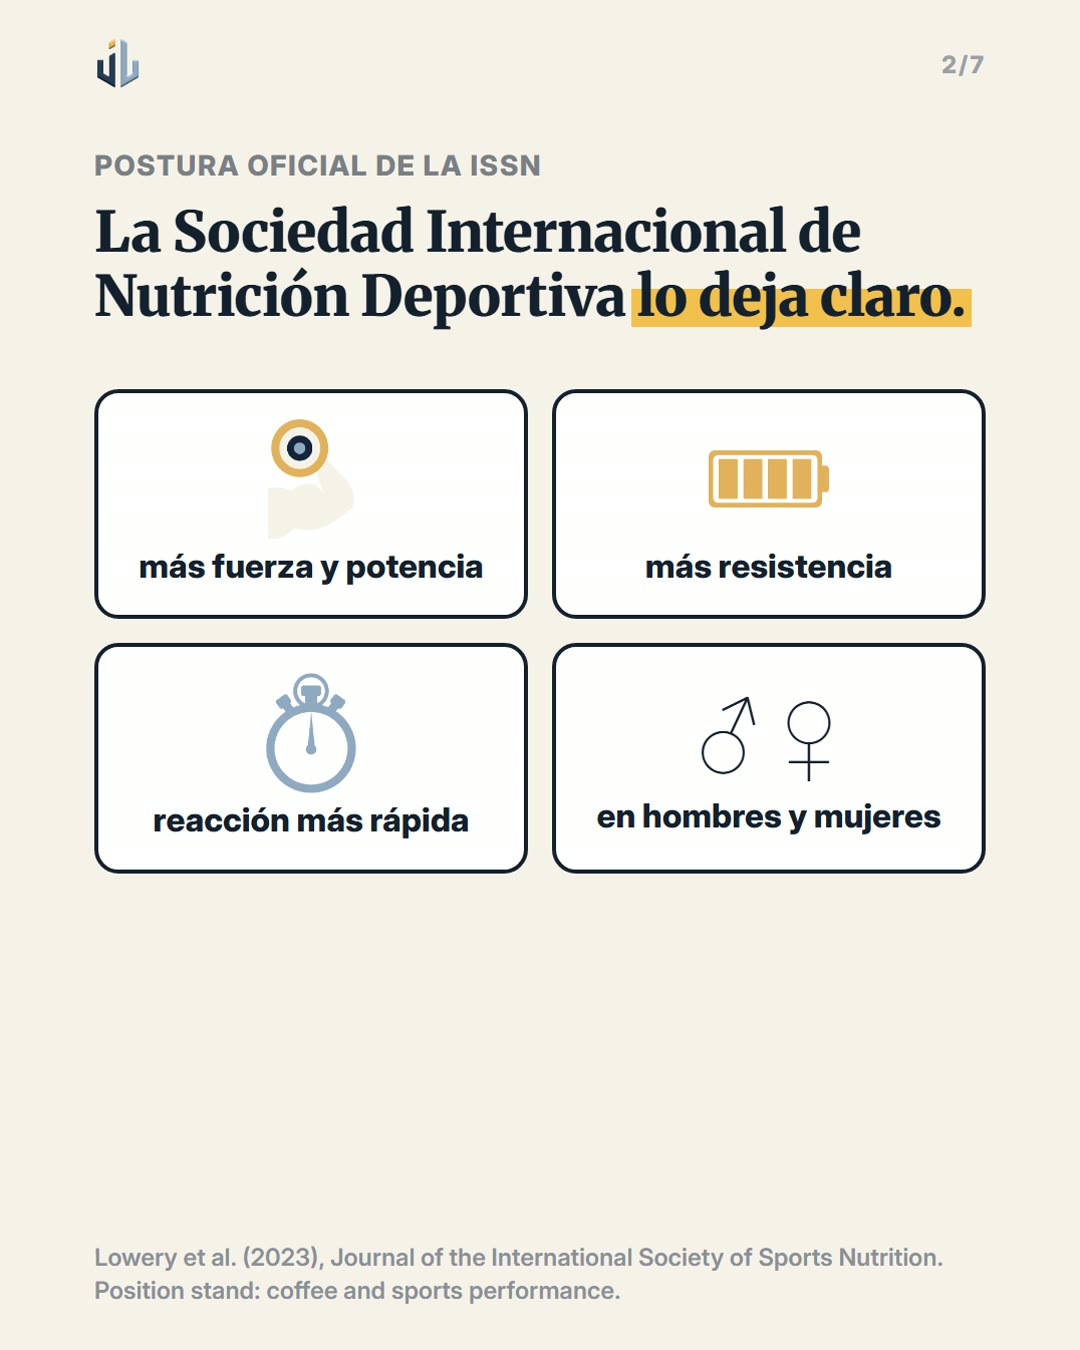 2/7
POSTURA OFICIAL DE LA ISSN
La Sociedad Internacional de
Nutrición Deportiva lo deja claro.
más fuerza y potencia
más resistencia
reacción más rápida
en hombres y mujeres
Lowery et al. (2023), Journal of the International Society of Sports Nutrition.
Position stand: coffee and sports performance.